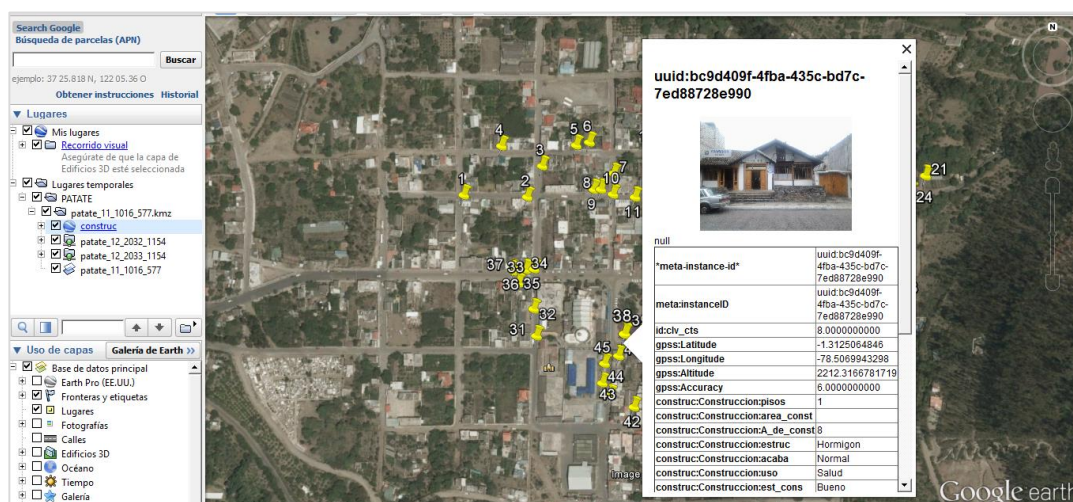 Search Google
Búsqueda de parcelas (APN)
Buscar
ejemplo: 37 25.818 N, 122 05.36 O
Obtener instrucciones Historial
Lugares
Mis lugares
Recorrido visual
Asegúrate de que la capa de
Edificios 3D esté seleccionada
Lugares temporales
PATATE
patate_11_1016_577.kmz
construc
patate_12_2032_1154
patate_12_2033_1154
patate_11_1016_577
Uso de capas Galería de Earth >>
Base de datos principal
Earth Pro (EE.UU.)
Fronteras y etiquetas
Lugares
Fotografías
Calles
Edificios 3D
Océano
Tiempo
Galería
N
4 5 6
3
7
1 2 8 10
9 11
21
24
37 33 34
36 35
32
31
38
45
44
43
42
Image
uuid:bc9d409f-4fba-435c-bd7c-
7ed88728e990
null
*meta-instance-id* uuid:bc9d409f-
4fba-435c-bd7c-
7ed88728e990
meta:instanceID uuid:bc9d409f-
4fba-435c-bd7c-
7ed88728e990
id:clv_cts 8.0000000000
gpss:Latitude -1.3125064846
gpss:Longitude -78.5069943298
gpss:Altitude 2212.3166781719
gpss:Accuracy 6.0000000000
construc:Construccion:pisos 1
construc:Construccion:area_const
construc:Construccion:A_de_const 8
construc:Construccion:estruc Hormigon
construc:Construccion:acaba Normal
construc:Construccion:uso Salud
construc:Construccion:est_cons Bueno
Google earth